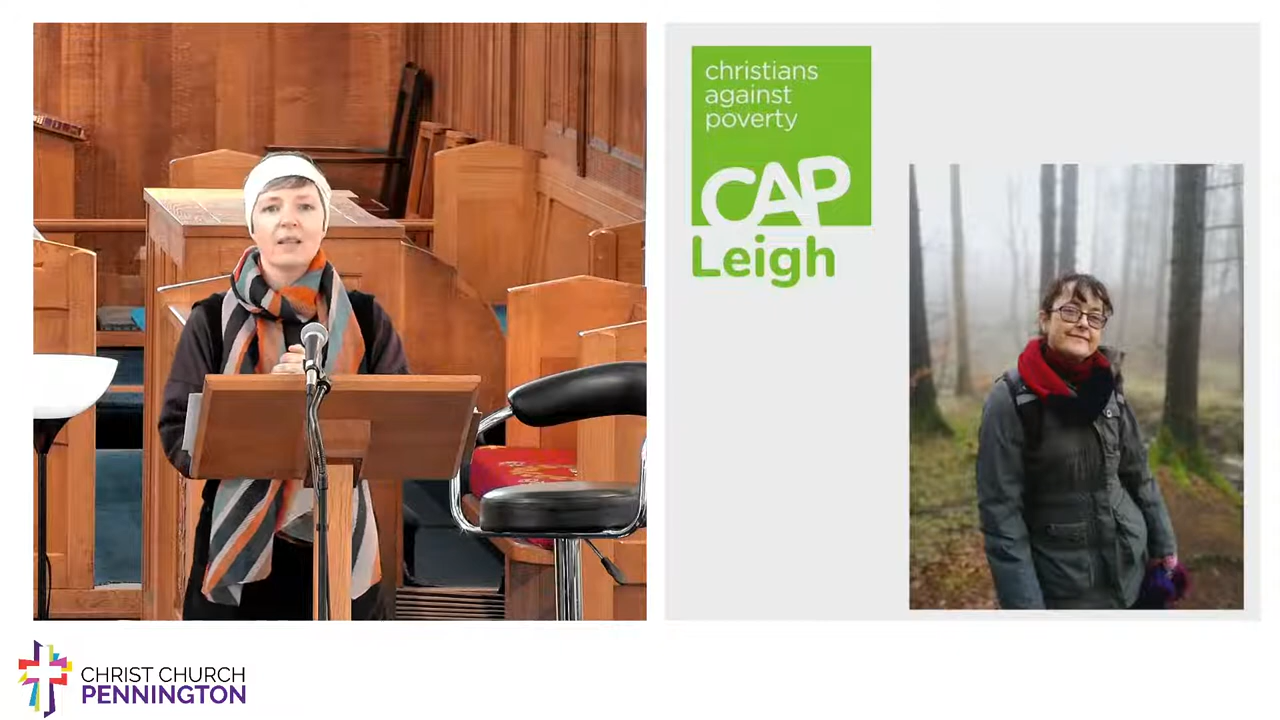 christians
against
poverty
CAP
Leigh
CHRIST CHURCH
PENNINGTON